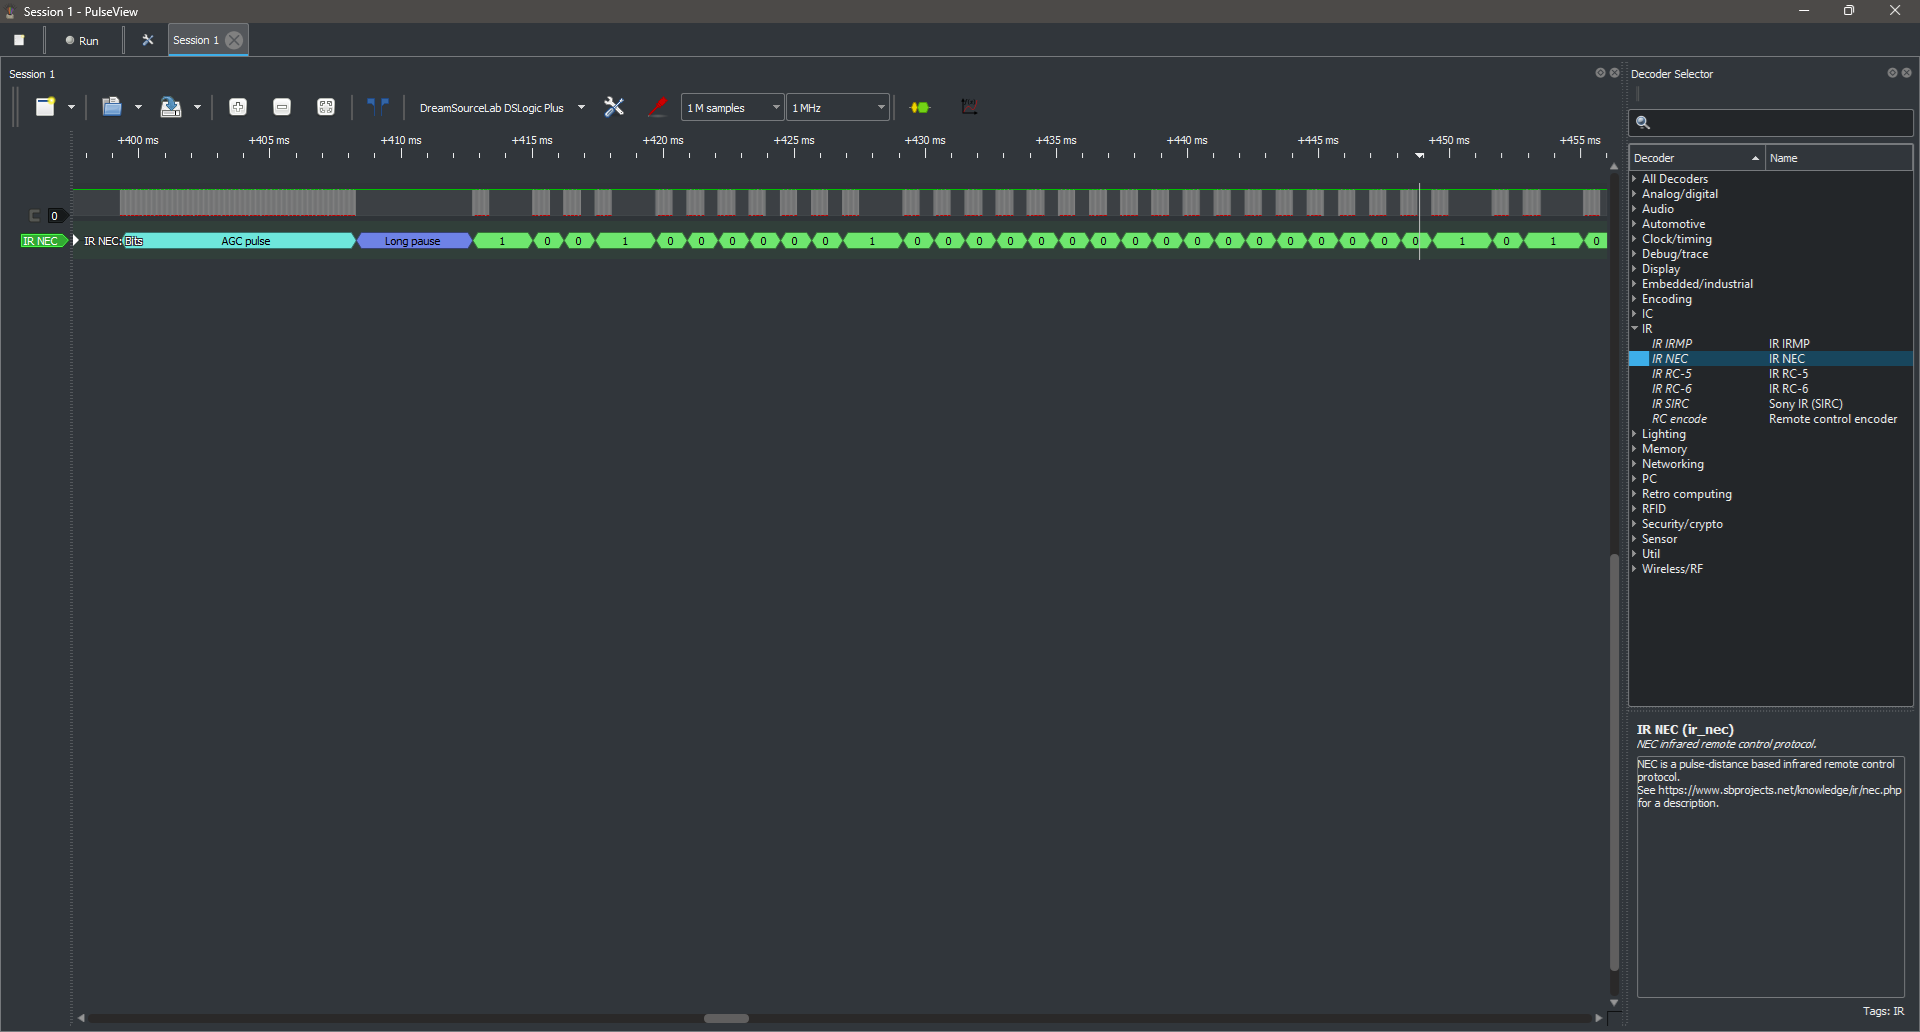 Session 1 - PulseView
Run
Session 1
Session 1
DreamSourceLab DSLogic Plus
1 M samples
1 MHz
+400 ms +405 ms +410 ms +415 ms +420 ms +425 ms +430 ms +435 ms +440 ms +445 ms +450 ms +455 ms
0
IR NEC
IR NEC: Bits AGC pulse Long pause 1 0 0 1 0 0 0 0 0 0 1 0 0 0 0 0 0 0 0 0 0 0 0 0 0 0 0 0 1 0 1 0
Decoder Selector
Decoder Name
All Decoders
Analog/digital
Audio
Automotive
Clock/timing
Debug/trace
Display
Embedded/industrial
Encoding
IC
IR
IR IRMP IR IRMP
IR NEC IR NEC
IR RC-5 IR RC-5
IR RC-6 IR RC-6
IR SIRC Sony IR (SIRC)
RC encode Remote control encoder
Lighting
Memory
Networking
PC
Retro computing
RFID
Security/crypto
Sensor
Util
Wireless/RF
IR NEC (ir_nec)
NEC infrared remote control protocol.
NEC is a pulse-distance based infrared remote control
protocol.
See https://www.sbprojects.net/knowledge/ir/nec.php
for a description.
Tags: IR